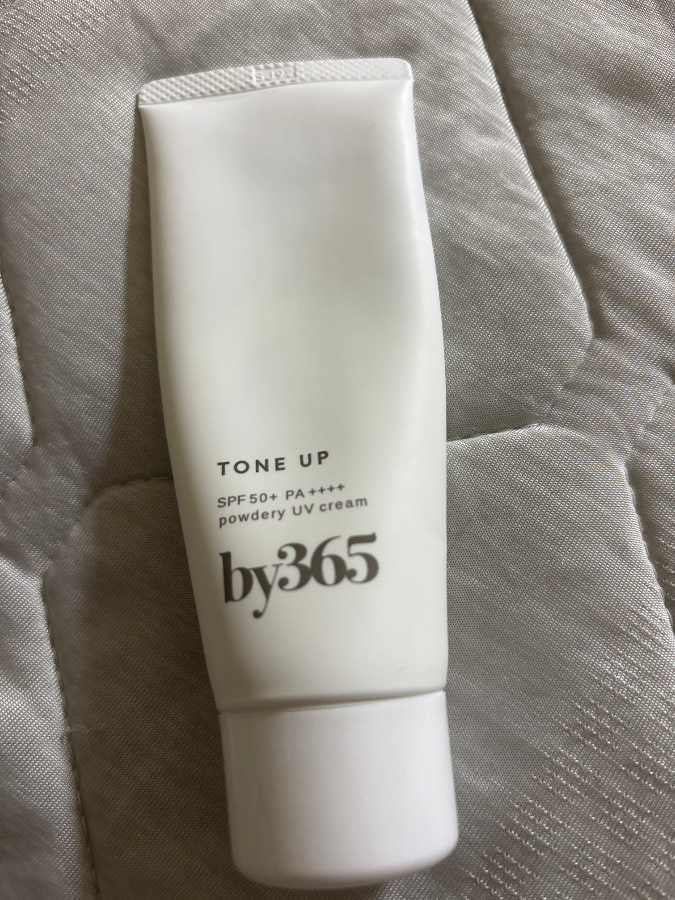 TONE UP
SPF 50+ PA++++
powdery UV cream
by365